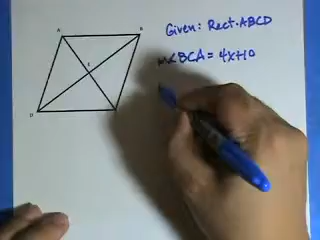 A
B
Given: Rect. ABCD
m∠BCA = 4x+10
E
D